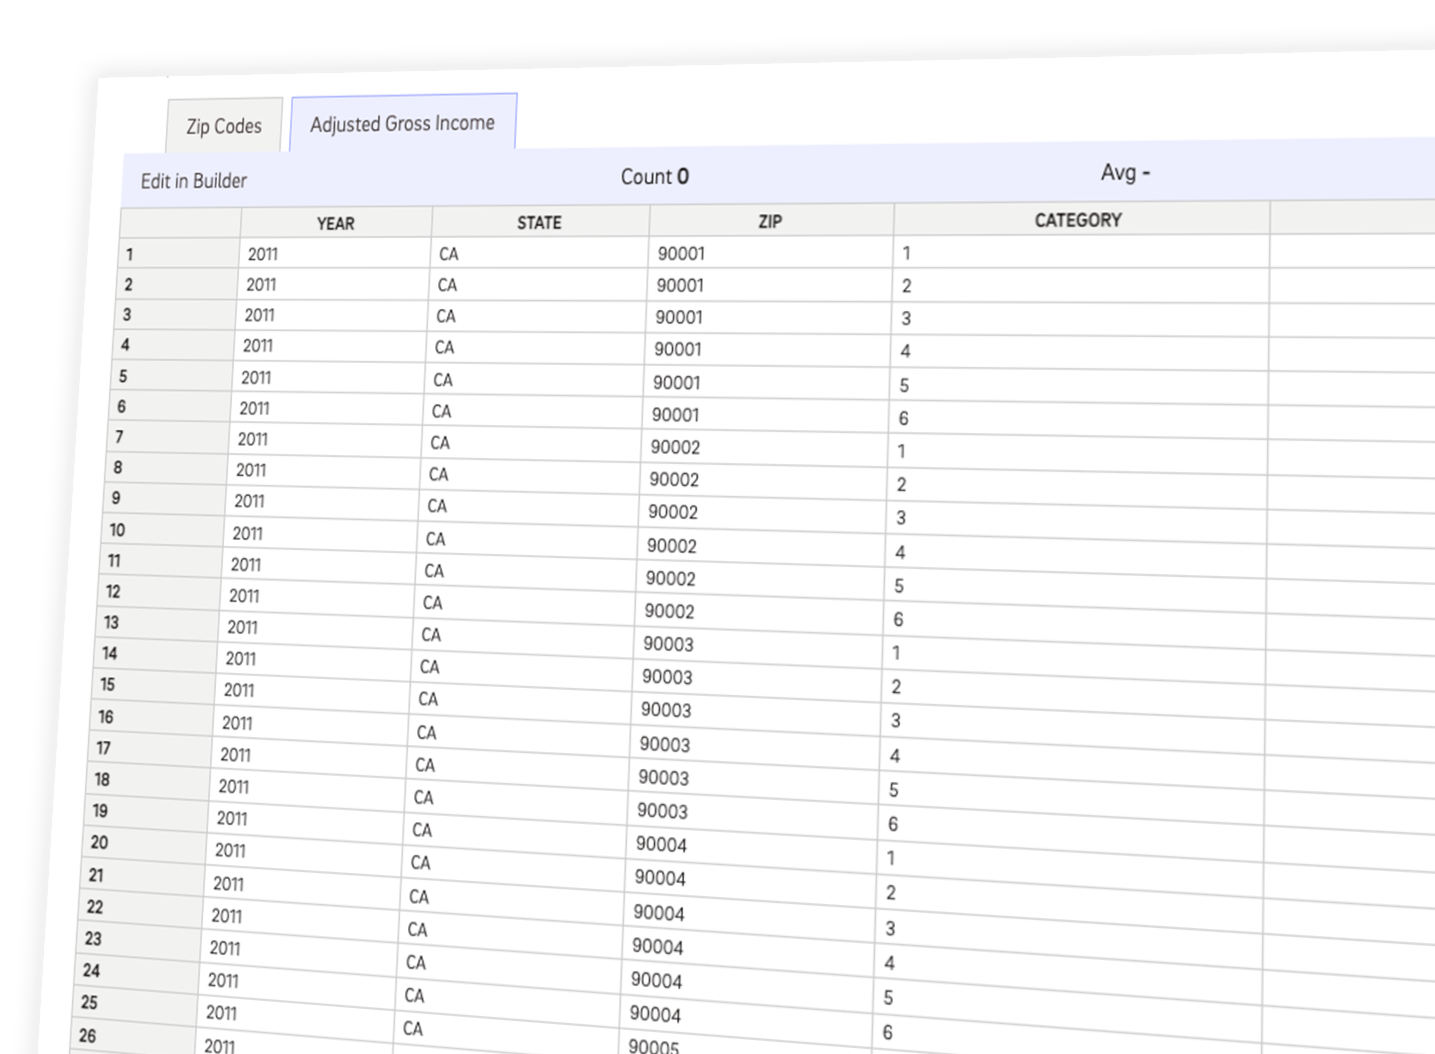 Zip Codes Adjusted Gross Income
Edit in Builder Count 0 Avg -
YEAR STATE ZIP CATEGORY
1 2011 CA 90001 1
2 2011 CA 90001 2
3 2011 CA 90001 3
4 2011 CA 90001 4
5 2011 CA 90001 5
6 2011 CA 90001 6
7 2011 CA 90002 1
8 2011 CA 90002 2
9 2011 CA 90002 3
10 2011 CA 90002 4
11 2011 CA 90002 5
12 2011 CA 90002 6
13 2011 CA 90003 1
14 2011 CA 90003 2
15 2011 CA 90003 3
16 2011 CA 90003 4
17 2011 CA 90003 5
18 2011 CA 90003 6
19 2011 CA 90004 1
20 2011 CA 90004 2
21 2011 CA 90004 3
22 2011 CA 90004 4
23 2011 CA 90004 5
24 2011 CA 90004 6
25 2011 CA 90005
26 2011